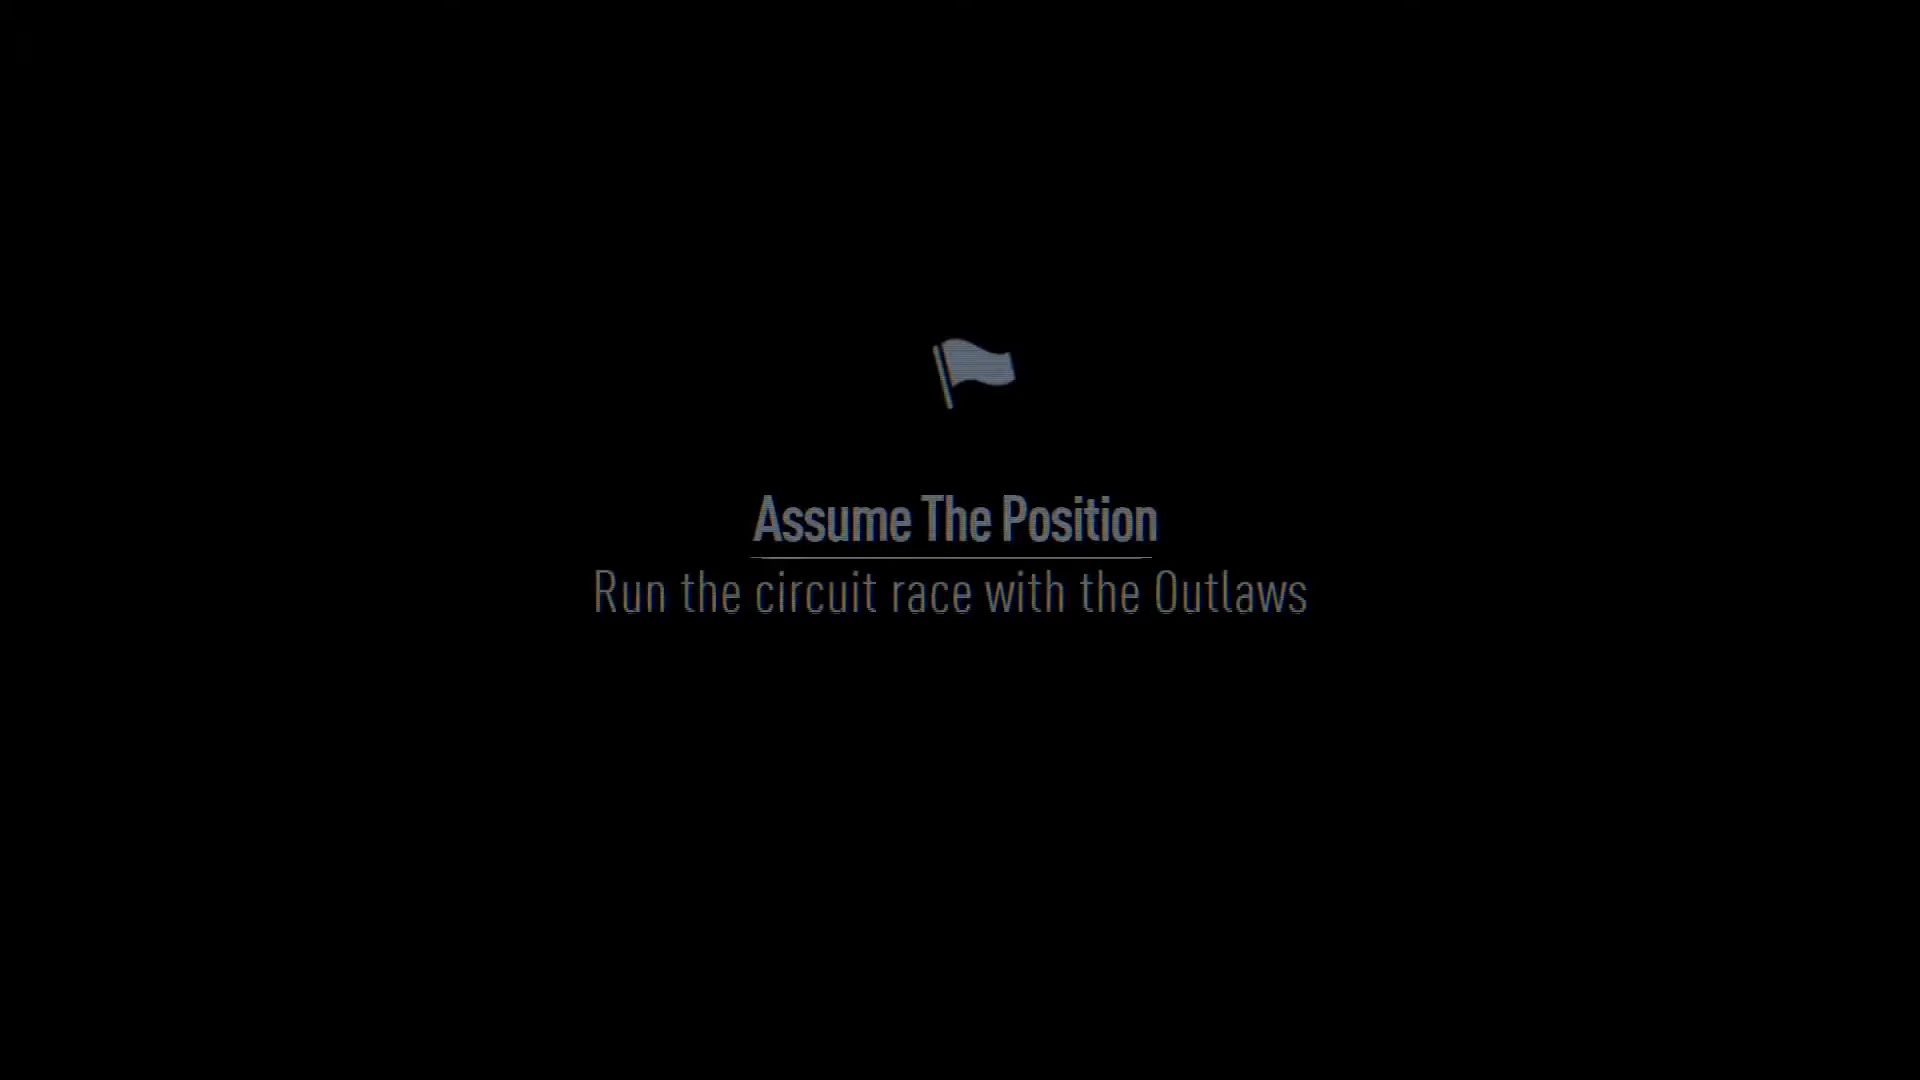 Assume The Position
Run the circuit race with the Outlaws